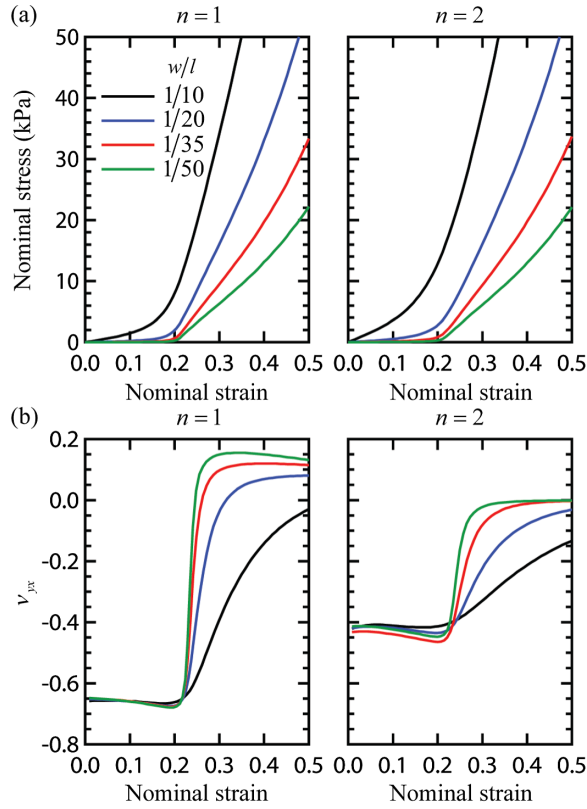 (a)
n = 1
n = 2
50
40
30
20
10
0
Nominal stress (kPa)
w/l
1/10
1/20
1/35
1/50
0.0 0.1 0.2 0.3 0.4 0.5
0.0 0.1 0.2 0.3 0.4 0.5
Nominal strain
Nominal strain
(b)
n = 1
n = 2
0.2
0.0
-0.2
-0.4
-0.6
-0.8
νyx
0.0 0.1 0.2 0.3 0.4 0.5
0.0 0.1 0.2 0.3 0.4 0.5
Nominal strain
Nominal strain